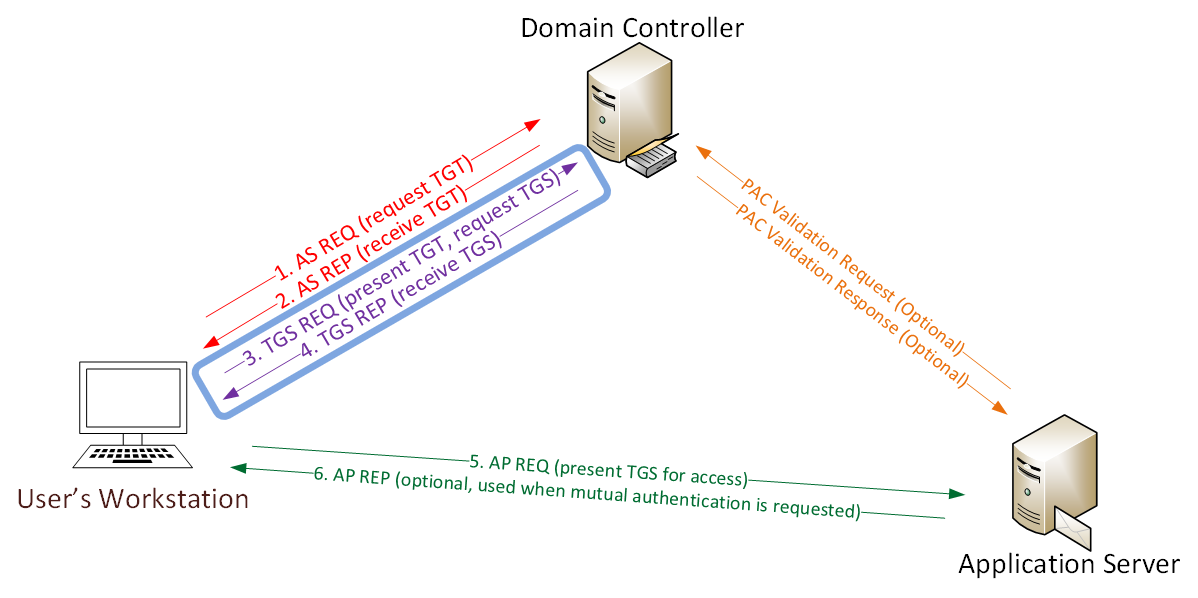 Domain Controller
1. AS REQ (request TGT)
2. AS REP (receive TGT)
3. TGS REQ (present TGT, request TGS)
4. TGS REP (receive TGS)
PAC Validation Request (Optional)
PAC Validation Response (Optional)
5. AP REQ (present TGS for access)
6. AP REP (optional, used when mutual authentication is requested)
User's Workstation
Application Server